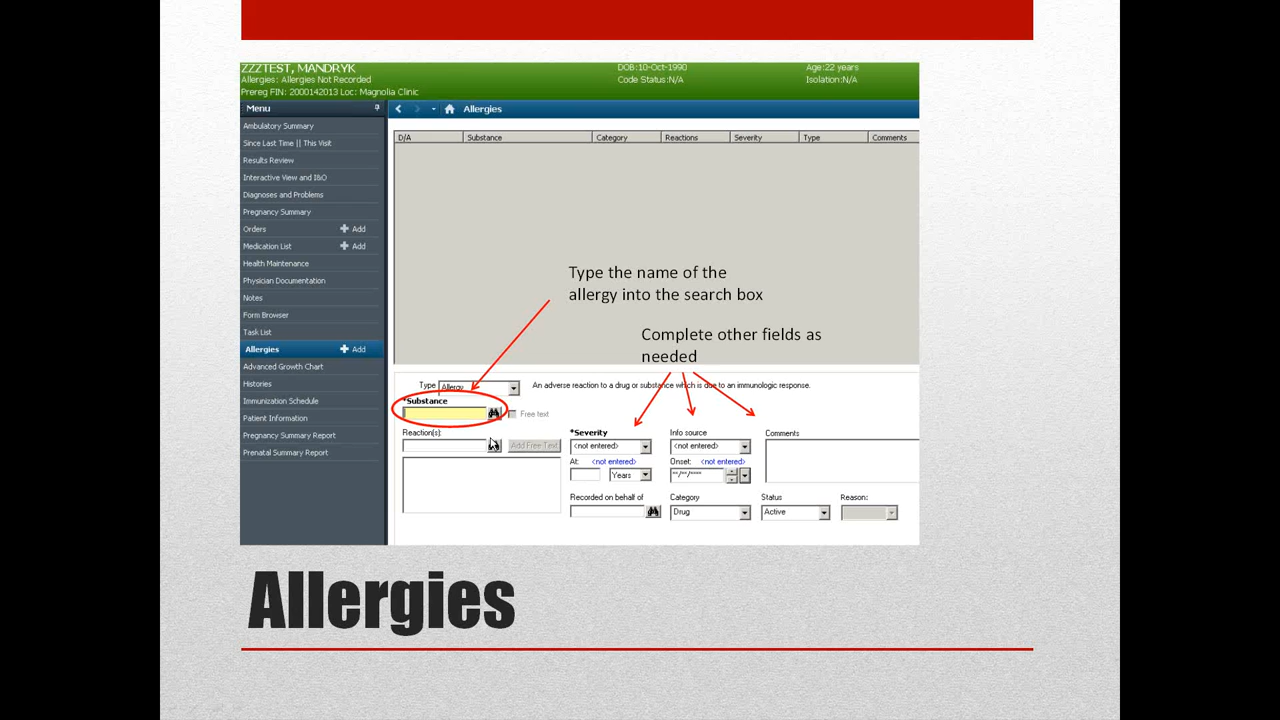 ZZZTEST, MANDRYK
DOB:10-Oct-1990
Age:22 years
Allergies: Allergies Not Recorded
Code Status:N/A
Isolation:N/A
Prereg FIN: 2000142013 Loc: Magnolia Clinic
Menu
Allergies
Ambulatory Summary
Since Last Time || This Visit
Results Review
Interactive View and I&O
Diagnoses and Problems
Pregnancy Summary
Orders
Add
Medication List
Add
Health Maintenance
Physician Documentation
Notes
Form Browser
Task List
Allergies
Add
Advanced Growth Chart
Histories
Immunization Schedule
Patient Information
Pregnancy Summary Report
Prenatal Summary Report
D/A
Substance
Category
Reactions
Severity
Type
Comments
Type the name of the
allergy into the search box
Complete other fields as
needed
Type
Allergy
An adverse reaction to a drug or substance which is due to an immunologic response.
*Substance
Free text
Reaction(s):
Add Free Text
*Severity
<not entered>
Info source
<not entered>
Comments
At:
<not entered>
Years
Onset:
<not entered>
**/**/****
Recorded on behalf of
Category
Drug
Status
Active
Reason:
Allergies